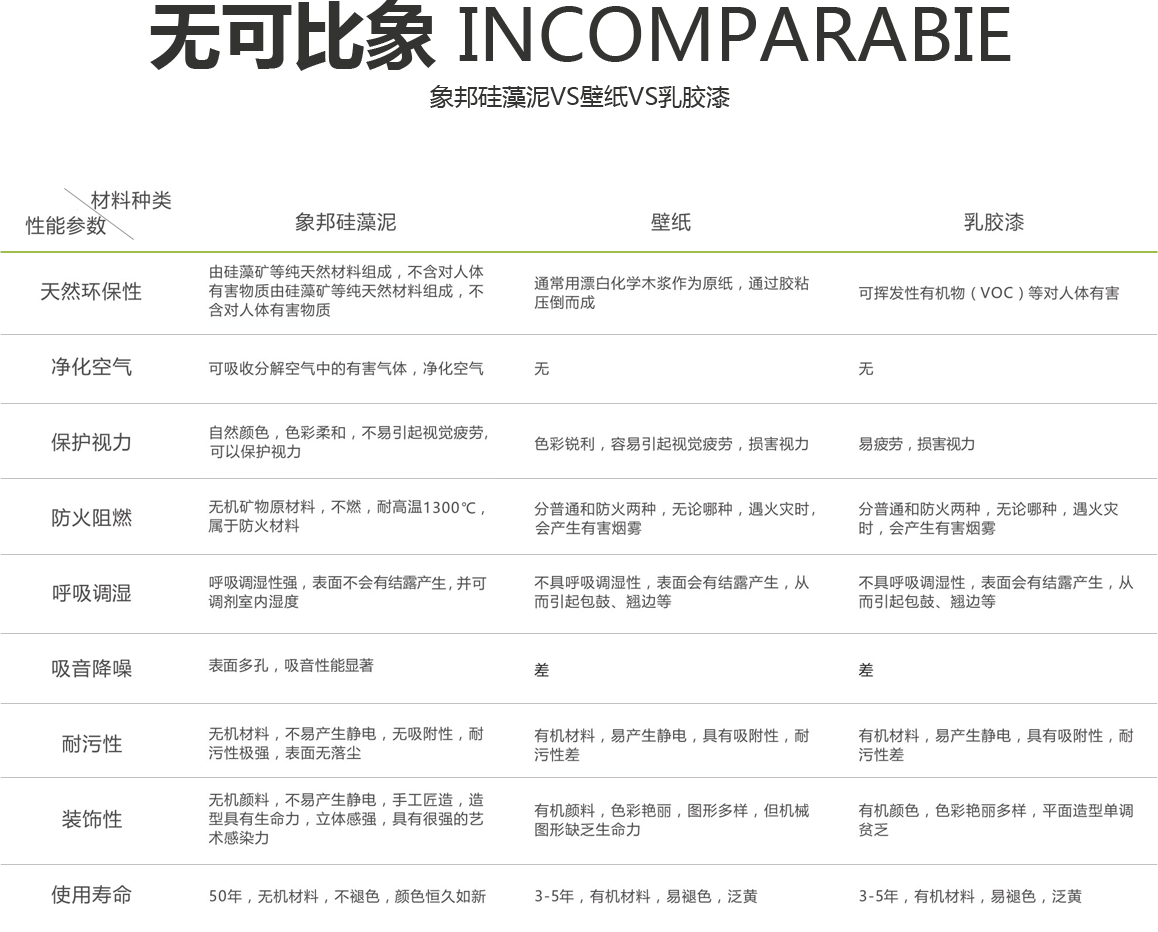 无可比象 INCOMPARABIE
象邦硅藻泥VS壁纸VS乳胶漆
材料种类
性能参数
象邦硅藻泥
壁纸
乳胶漆
天然环保性
由硅藻矿等纯天然材料组成，不含对人体
有害物质由硅藻矿等纯天然材料组成，不
含对人体有害物质
通常用漂白化学木浆作为原纸，通过胶粘
压倒而成
可挥发性有机物（VOC）等对人体有害
净化空气
可吸收分解空气中的有害气体，净化空气
无
无
保护视力
自然颜色，色彩柔和，不易引起视觉疲劳，
可以保护视力
色彩锐利，容易引起视觉疲劳，损害视力
易疲劳，损害视力
防火阻燃
无机矿物原材料，不燃，耐高温1300℃，
属于防火材料
分普通和防火两种，无论哪种，遇火灾时，
会产生有害烟雾
分普通和防火两种，无论哪种，遇火灾
时，会产生有害烟雾
呼吸调湿
呼吸调湿性强，表面不会有结露产生，并可
调剂室内湿度
不具呼吸调湿性，表面会有结露产生，从
而引起包鼓、翘边等
不具呼吸调湿性，表面会有结露产生，从
而引起包鼓、翘边等
吸音降噪
表面多孔，吸音性能显著
差
差
耐污性
无机材料，不易产生静电，无吸附性，耐
污性极强，表面无落尘
有机材料，易产生静电，具有吸附性，耐
污性差
有机材料，易产生静电，具有吸附性，耐
污性差
装饰性
无机颜料，不易产生静电，手工匠造，造
型具有生命力，立体感强，具有很强的艺
术感染力
有机颜料，色彩艳丽，图形多样，但机械
图形缺乏生命力
有机颜色，色彩艳丽多样，平面造型单调
贫乏
使用寿命
50年，无机材料，不褪色，颜色恒久如新
3-5年，有机材料，易褪色，泛黄
3-5年，有机材料，易褪色，泛黄